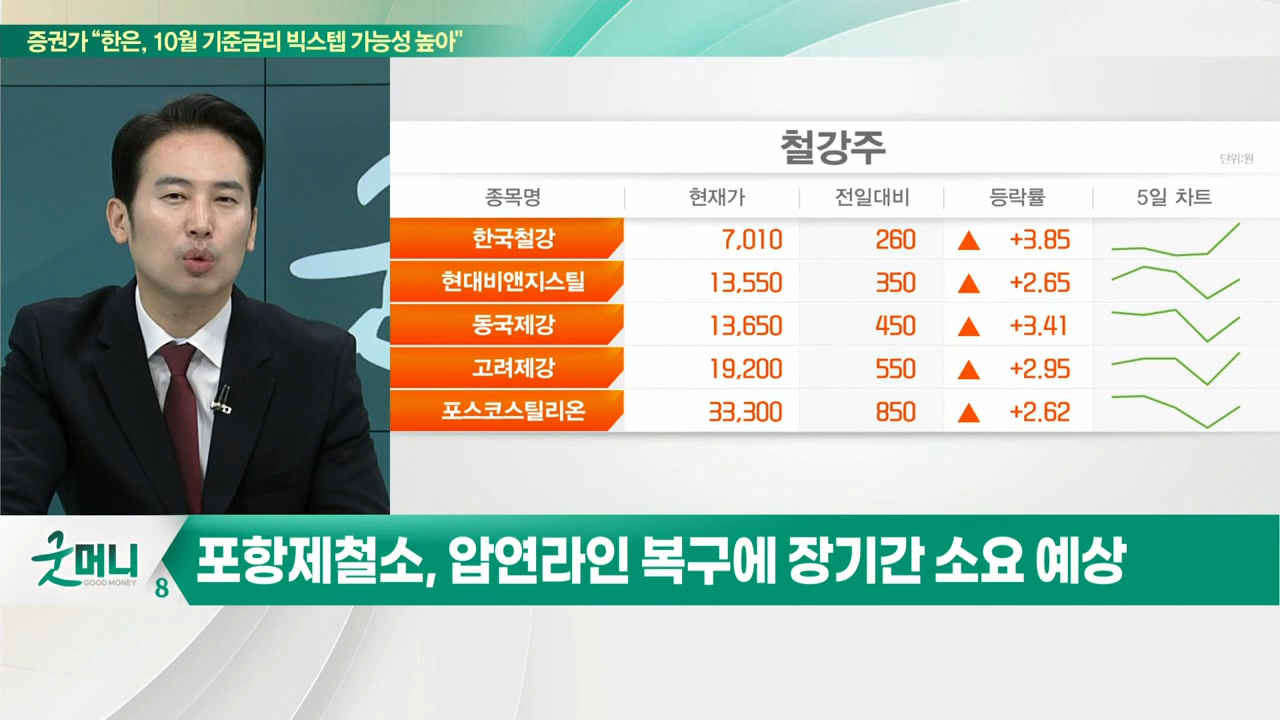 증권가 “한은, 10월 기준금리 빅스텝 가능성 높아"
철강주
단위:원
종목명 현재가 전일대비 등락률 5일 차트
한국철강 7,010 260 ▲ +3.85
현대비앤지스틸 13,550 350 ▲ +2.65
동국제강 13,650 450 ▲ +3.41
고려제강 19,200 550 ▲ +2.95
포스코스틸리온 33,300 850 ▲ +2.62
굿머니
GOOD MONEY
8
포항제철소, 압연라인 복구에 장기간 소요 예상